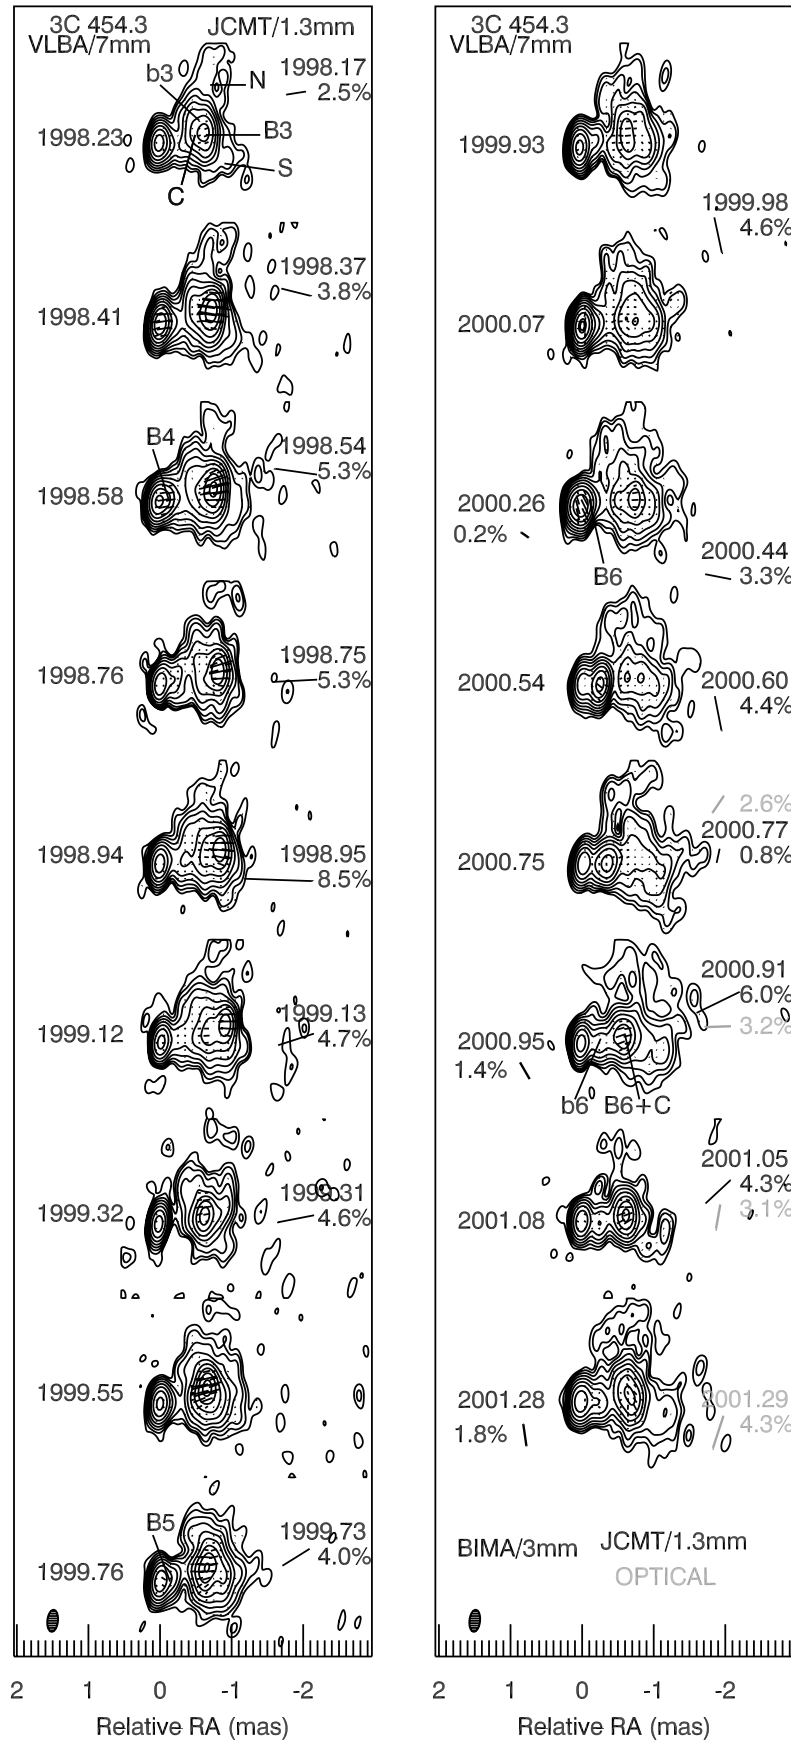 3C 454.3
VLBA/7mm
JCMT/1.3mm
b3
N
1998.17
2.5%
1998.23
B3
S
C
1998.37
3.8%
1998.41
B4
1998.54
5.3%
1998.58
1998.75
5.3%
1998.76
1998.94
1998.95
8.5%
1999.13
4.7%
1999.12
1999.31
4.6%
1999.32
1999.55
B5
1999.73
4.0%
1999.76
2 1 0 -1 -2
Relative RA (mas)
3C 454.3
VLBA/7mm
1999.93
1999.98
4.6%
2000.07
2000.26
0.2%
B6
2000.44
3.3%
2000.54
2000.60
4.4%
2.6%
2000.77
0.8%
2000.75
2000.91
6.0%
3.2%
2000.95
1.4%
b6 B6+C
2001.05
4.3%
3.1%
2001.08
2001.28
1.8%
2001.29
4.3%
BIMA/3mm JCMT/1.3mm
OPTICAL
2 1 0 -1 -2
Relative RA (mas)